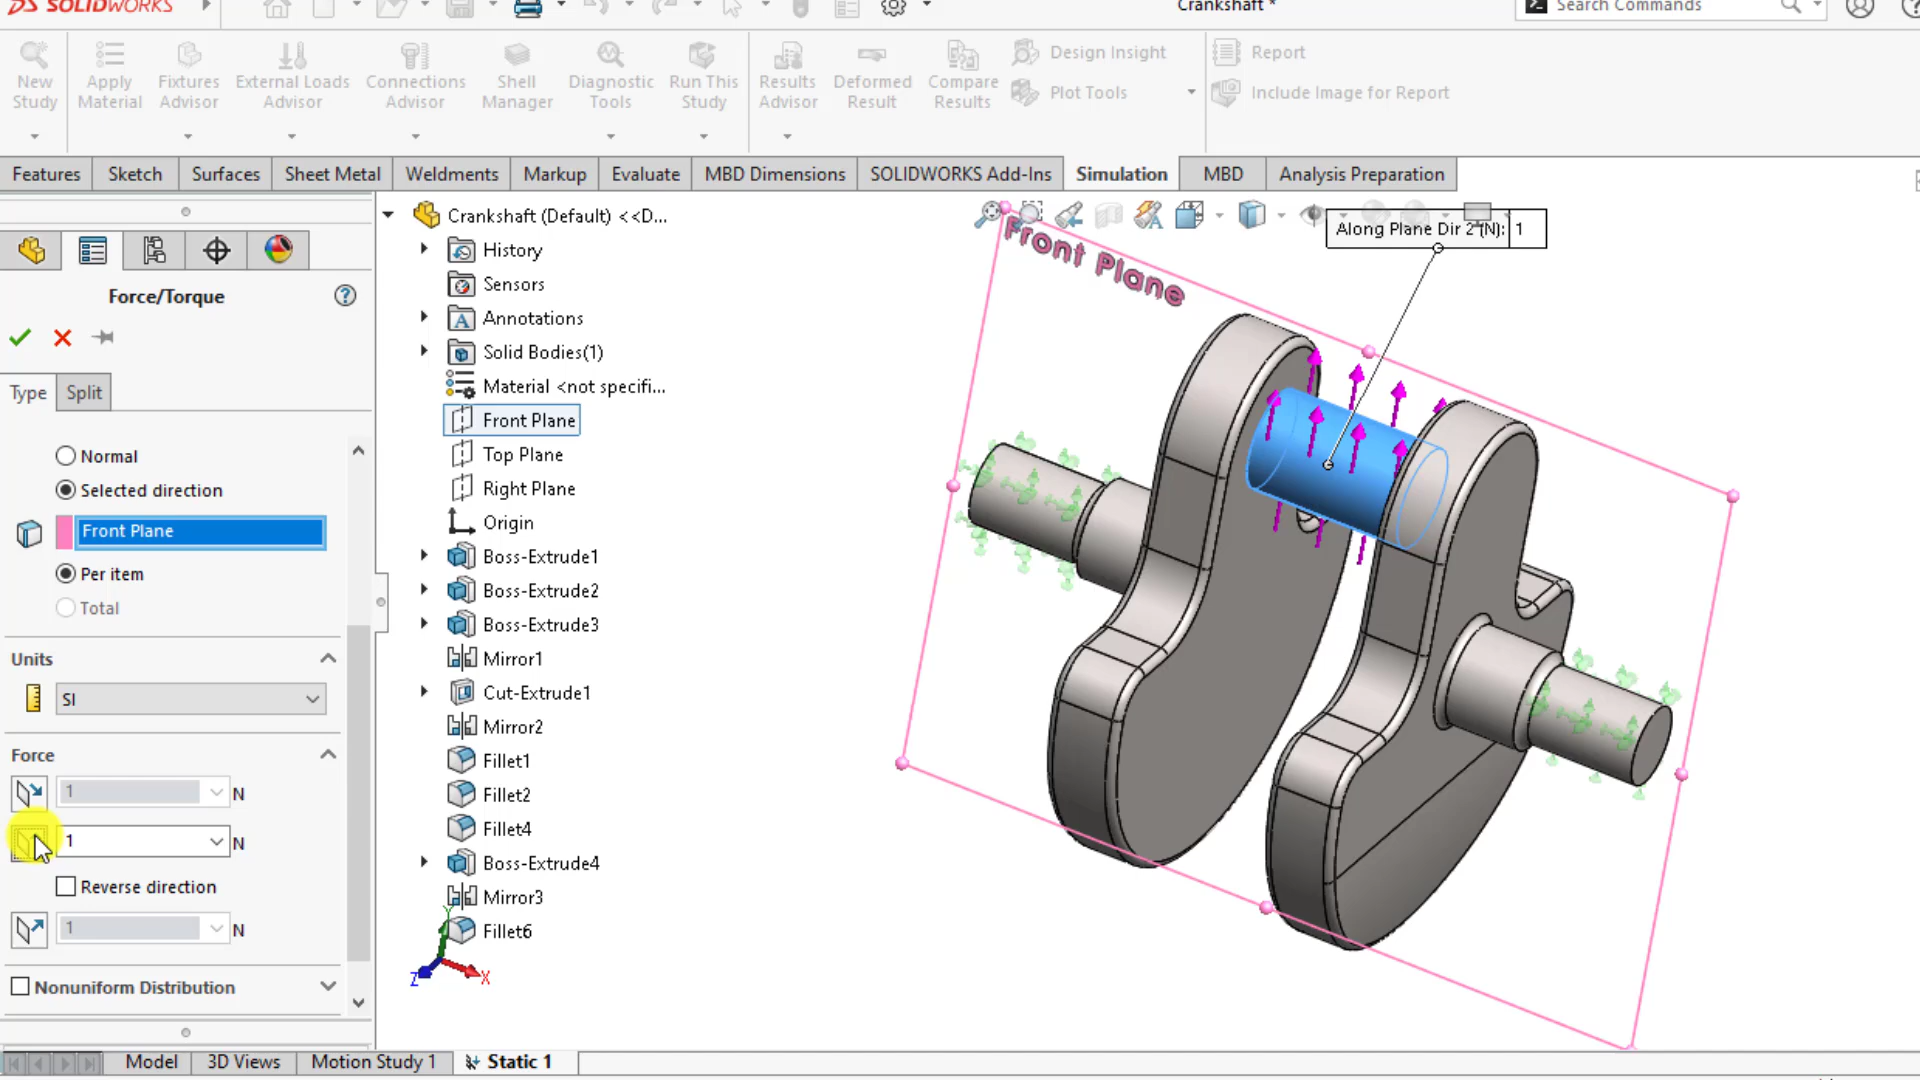 SOLIDWORKS
Crankshaft *
Search Commands
New Study
Apply Material
Fixtures Advisor
External Loads Advisor
Connections Advisor
Shell Manager
Diagnostic Tools
Run This Study
Results Advisor
Deformed Result
Compare Results
Design Insight
Plot Tools
Report
Include Image for Report
Features
Sketch
Surfaces
Sheet Metal
Weldments
Markup
Evaluate
MBD Dimensions
SOLIDWORKS Add-Ins
Simulation
MBD
Analysis Preparation
Force/Torque
Type
Split
Normal
Selected direction
Front Plane
Per item
Total
Units
SI
Force
1 N
1 N
Reverse direction
1 N
Nonuniform Distribution
Crankshaft (Default) <<D...
History
Sensors
Annotations
Solid Bodies(1)
Material <not specifi...
Front Plane
Top Plane
Right Plane
Origin
Boss-Extrude1
Boss-Extrude2
Boss-Extrude3
Mirror1
Cut-Extrude1
Mirror2
Fillet1
Fillet2
Fillet4
Boss-Extrude4
Mirror3
Fillet6
Y
Z
X
Front Plane
Along Plane Dir 2 (N): 1
Model
3D Views
Motion Study 1
Static 1